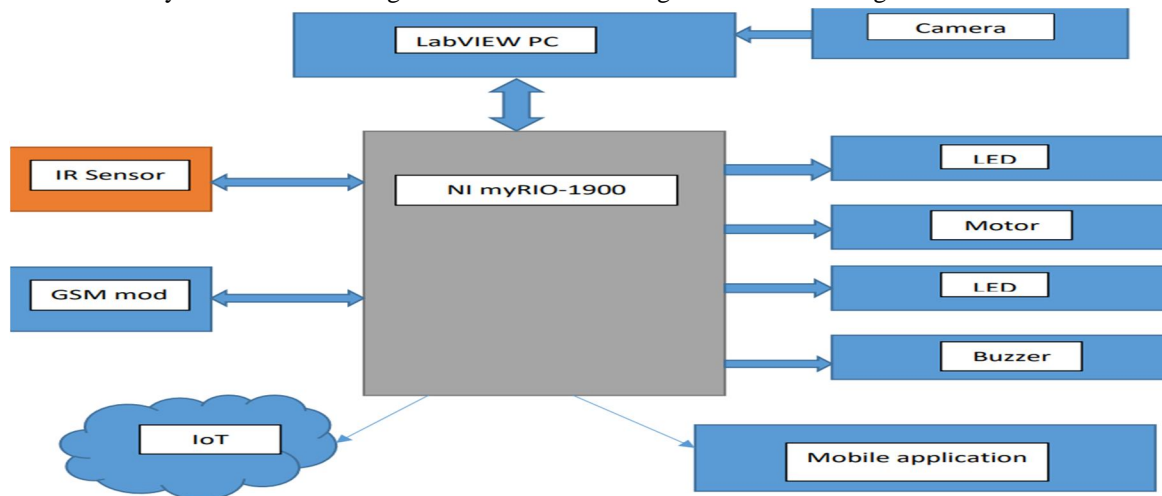 LabVIEW PC
Camera
IR Sensor
NI myRIO-1900
LED
Motor
GSM mod
LED
Buzzer
IoT
Mobile application